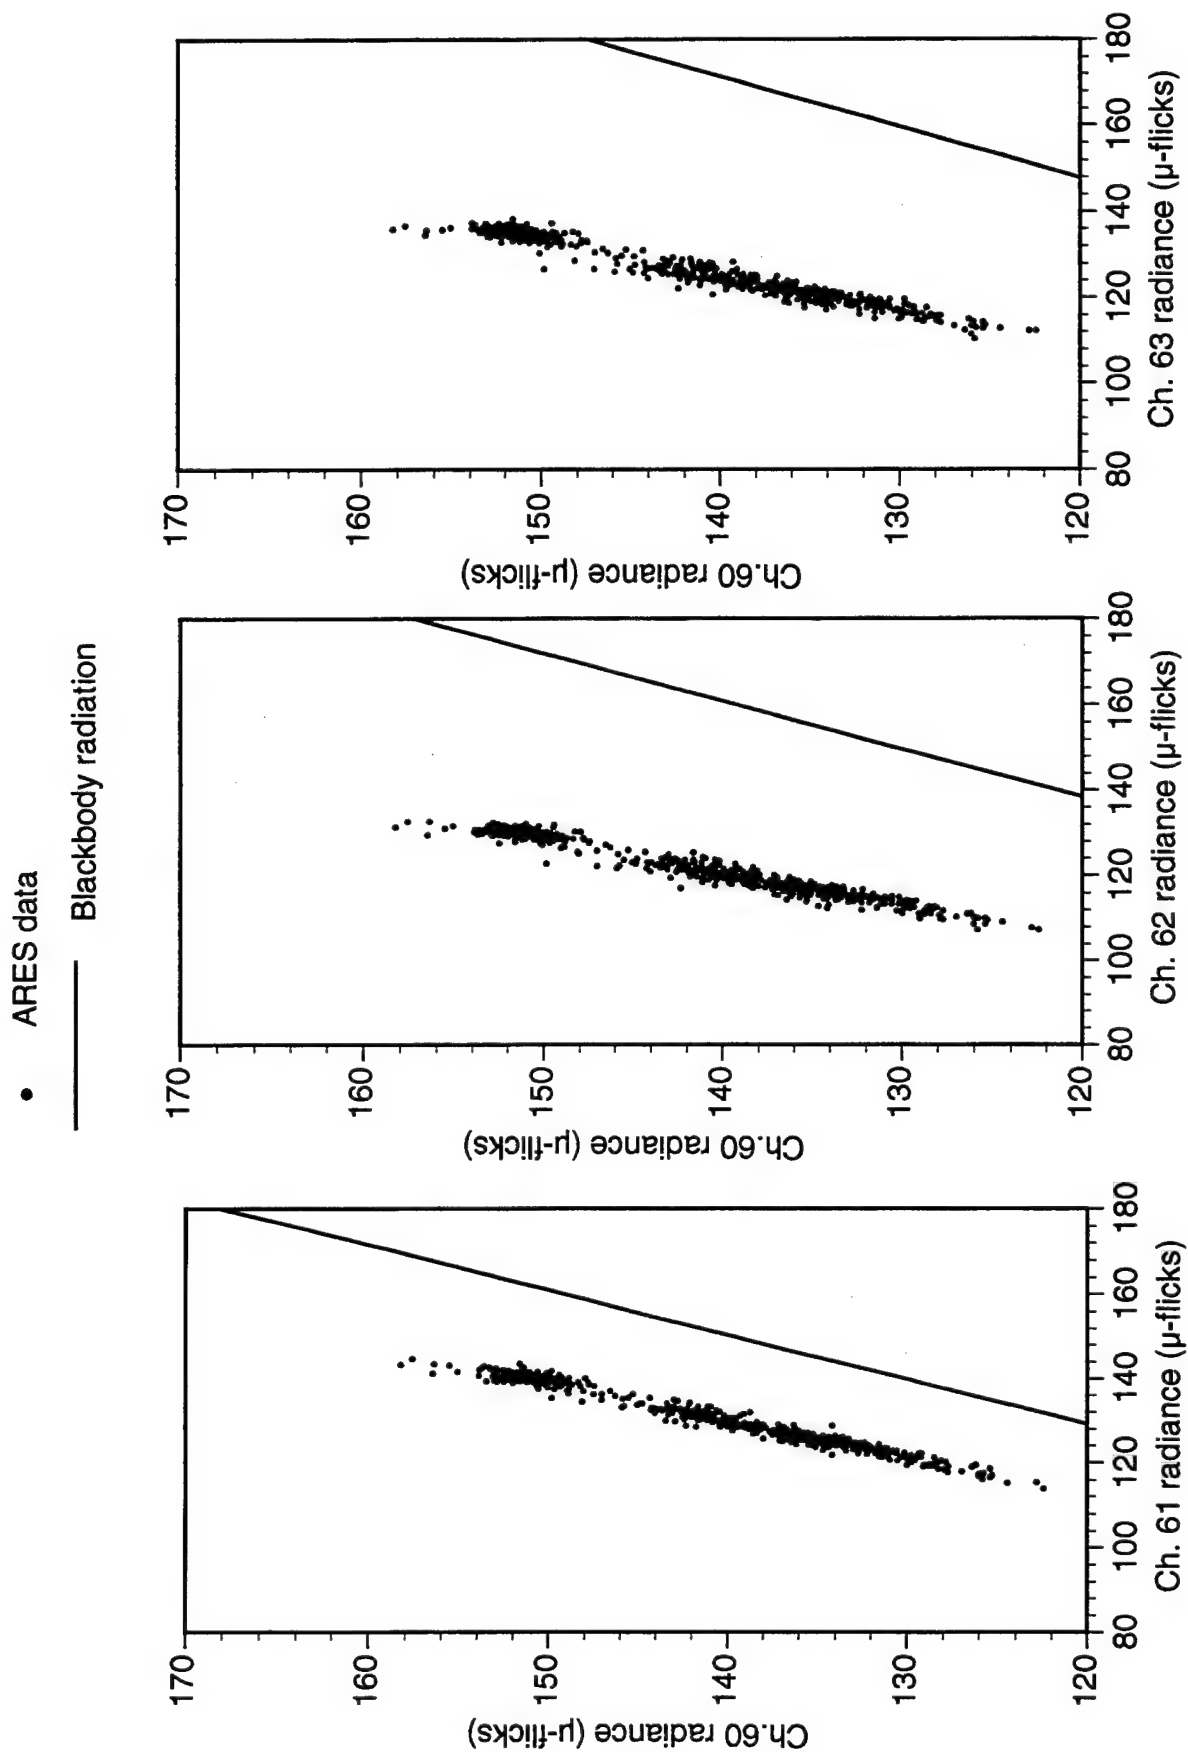 • ARES data
Blackbody radiation
170
160
150
140
130
120
Ch.60 radiance (μ-flicks)
80 100 120 140 160 180
Ch. 61 radiance (μ-flicks)
170
160
150
140
130
120
Ch.60 radiance (μ-flicks)
80 100 120 140 160 180
Ch. 62 radiance (μ-flicks)
170
160
150
140
130
120
Ch.60 radiance (μ-flicks)
80 100 120 140 160 180
Ch. 63 radiance (μ-flicks)